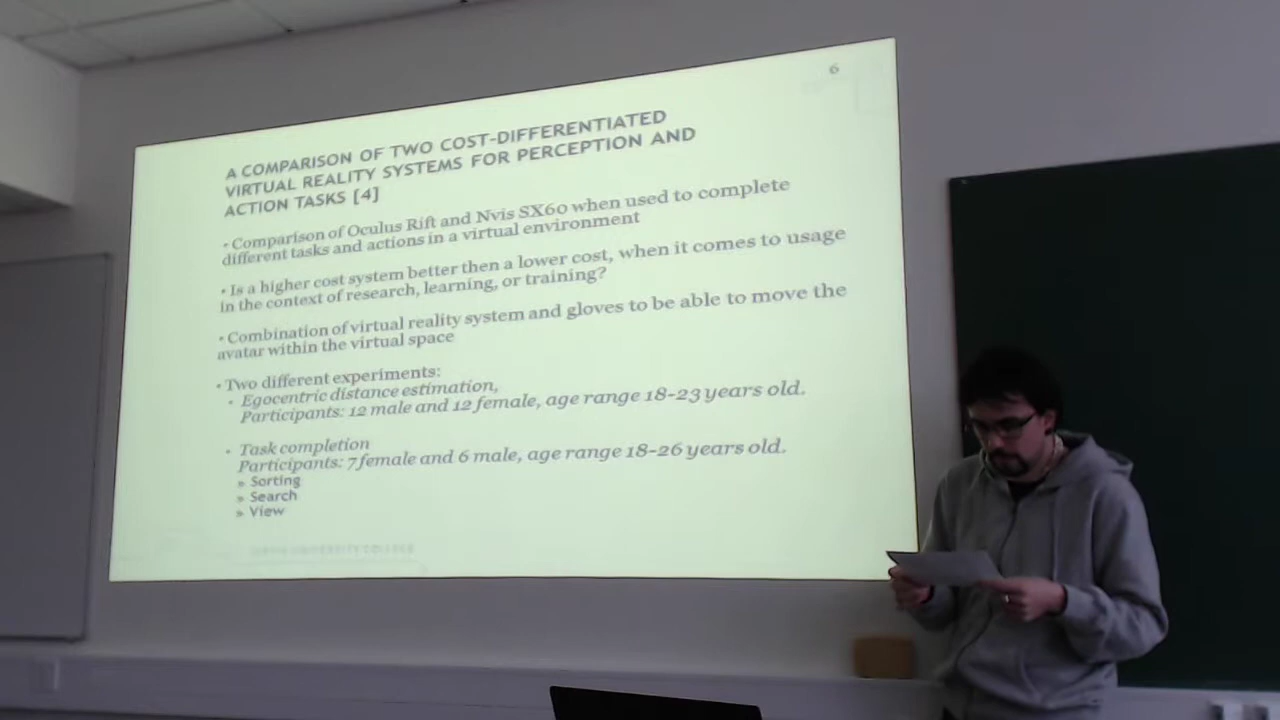 6
A COMPARISON OF TWO COST-DIFFERENTIATED
VIRTUAL REALITY SYSTEMS FOR PERCEPTION AND
ACTION TASKS [4]
• Comparison of Oculus Rift and Nvis SX60 when used to complete
different tasks and actions in a virtual environment
• Is a higher cost system better then a lower cost, when it comes to usage
in the context of research, learning, or training?
• Combination of virtual reality system and gloves to be able to move the
avatar within the virtual space
• Two different experiments:
• Egocentric distance estimation,
Participants: 12 male and 12 female, age range 18-23 years old.
• Task completion
Participants: 7 female and 6 male, age range 18-26 years old.
» Sorting
» Search
» View
UNIVERSITY COLLEGE